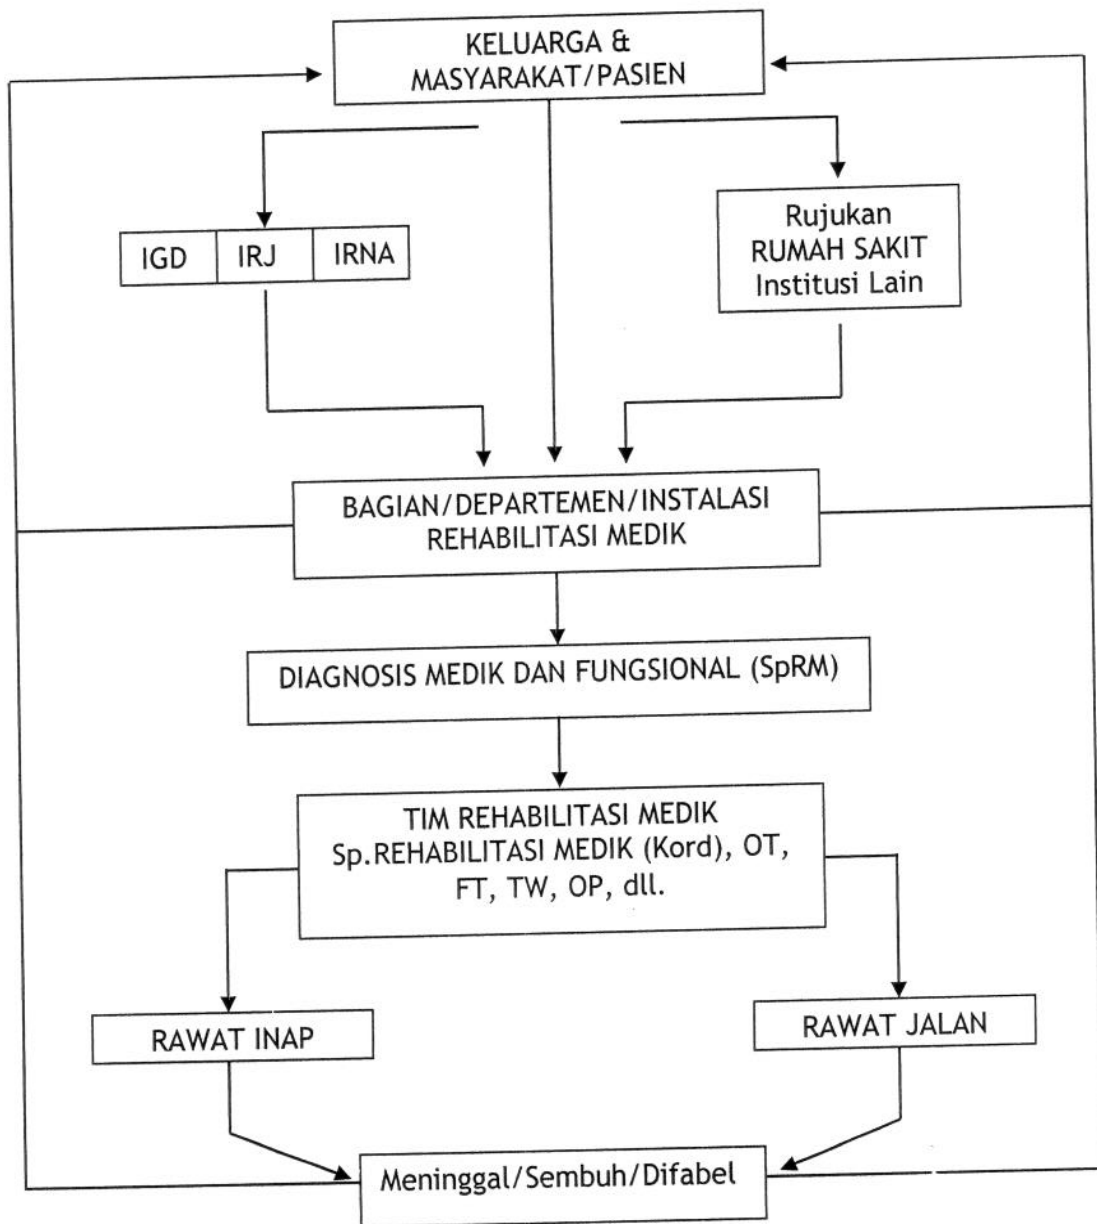 KELUARGA &
MASYARAKAT/PASIEN
IGD IRJ IRNA
Rujukan
RUMAH SAKIT
Institusi Lain
BAGIAN/DEPARTEMEN/INSTALASI
REHABILITASI MEDIK
DIAGNOSIS MEDIK DAN FUNGSIONAL (SpRM)
TIM REHABILITASI MEDIK
Sp.REHABILITASI MEDIK (Kord), OT,
FT, TW, OP, dll.
RAWAT INAP
RAWAT JALAN
Meninggal/Sembuh/Difabel